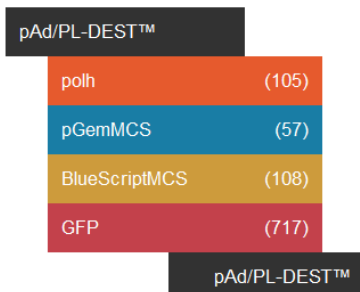 pAd/PL-DEST™
polh (105)
pGemMCS (57)
BlueScriptMCS (108)
GFP (717)
pAd/PL-DEST™